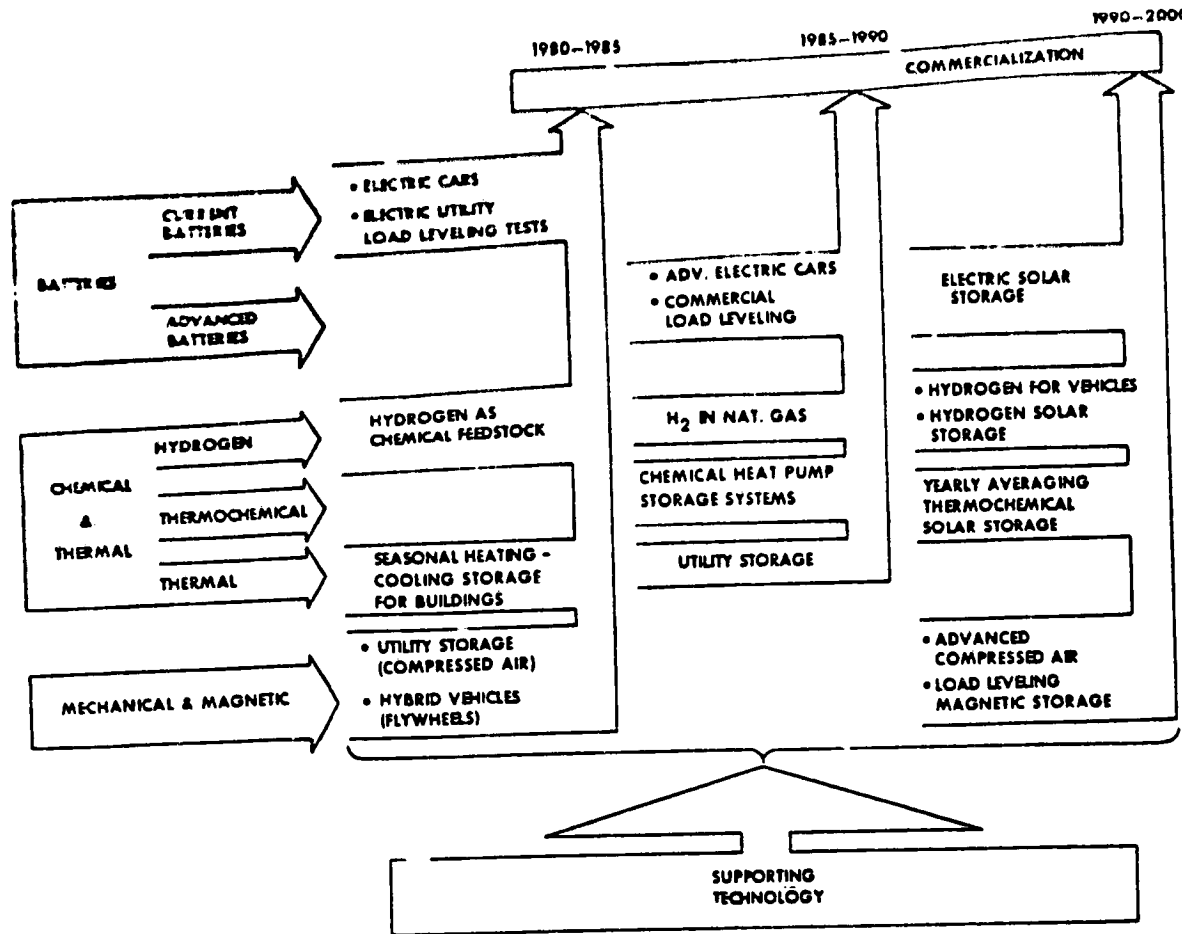 1980-1985
1985-1990
1990-2000
COMMERCIALIZATION
BATTERIES
CURRENT
BATTERIES
ADVANCED
BATTERIES
• ELECTRIC CARS
• ELECTRIC UTILITY
LOAD LEVELING TESTS
• ADV. ELECTRIC CARS
• COMMERCIAL
LOAD LEVELING
ELECTRIC SOLAR
STORAGE
CHEMICAL
&
THERMAL
HYDROGEN
THERMOCHEMICAL
THERMAL
HYDROGEN AS
CHEMICAL FEEDSTOCK
H2 IN NAT. GAS
• HYDROGEN FOR VEHICLES
• HYDROGEN SOLAR
STORAGE
CHEMICAL HEAT PUMP
STORAGE SYSTEMS
YEARLY AVERAGING
THERMOCHEMICAL
SOLAR STORAGE
SEASONAL HEATING -
COOLING STORAGE
FOR BUILDINGS
UTILITY STORAGE
MECHANICAL & MAGNETIC
• UTILITY STORAGE
(COMPRESSED AIR)
• HYBRID VEHICLES
(FLYWHEELS)
• ADVANCED
COMPRESSED AIR
• LOAD LEVELING
MAGNETIC STORAGE
SUPPORTING
TECHNOLOGY